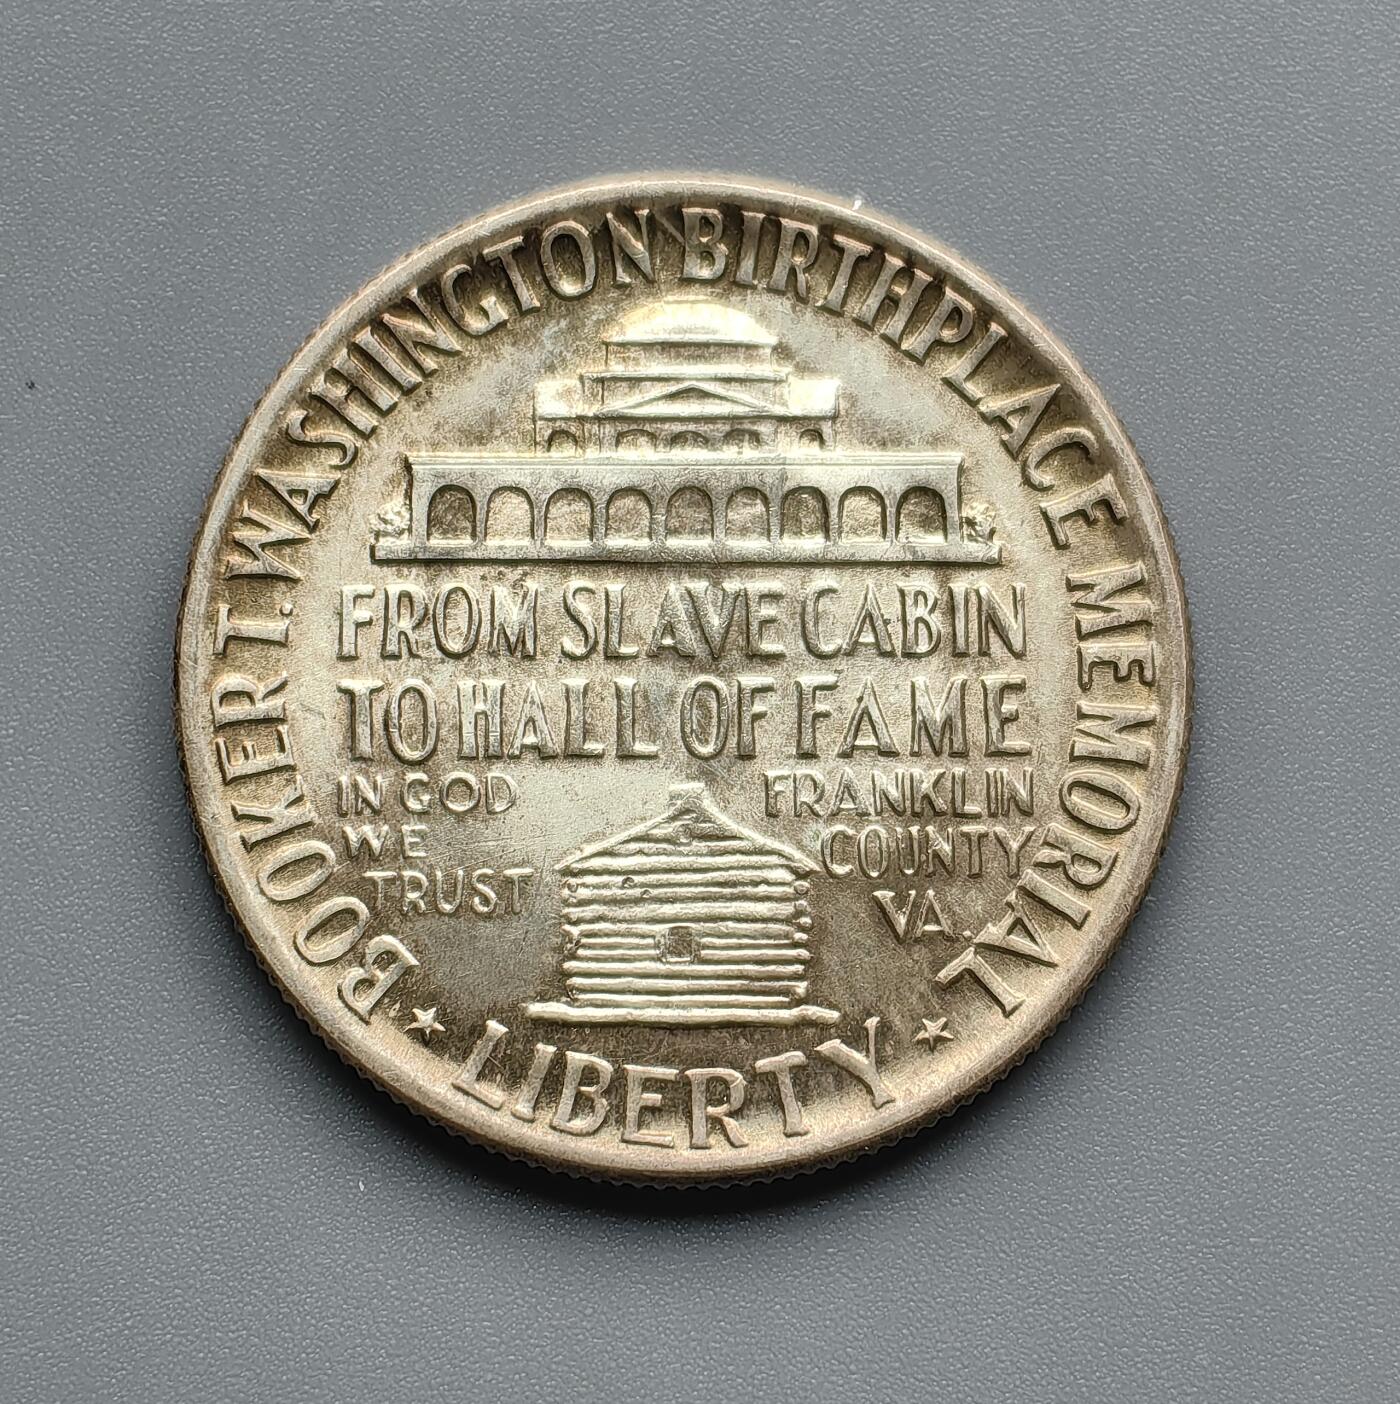 BOOKER T. WASHINGTON BIRTHPLACE MEMORIAL
FROM SLAVE CABIN
TO HALL OF FAME
IN GOD
WE
TRUST
FRANKLIN
COUNTY
VA.
LIBERTY